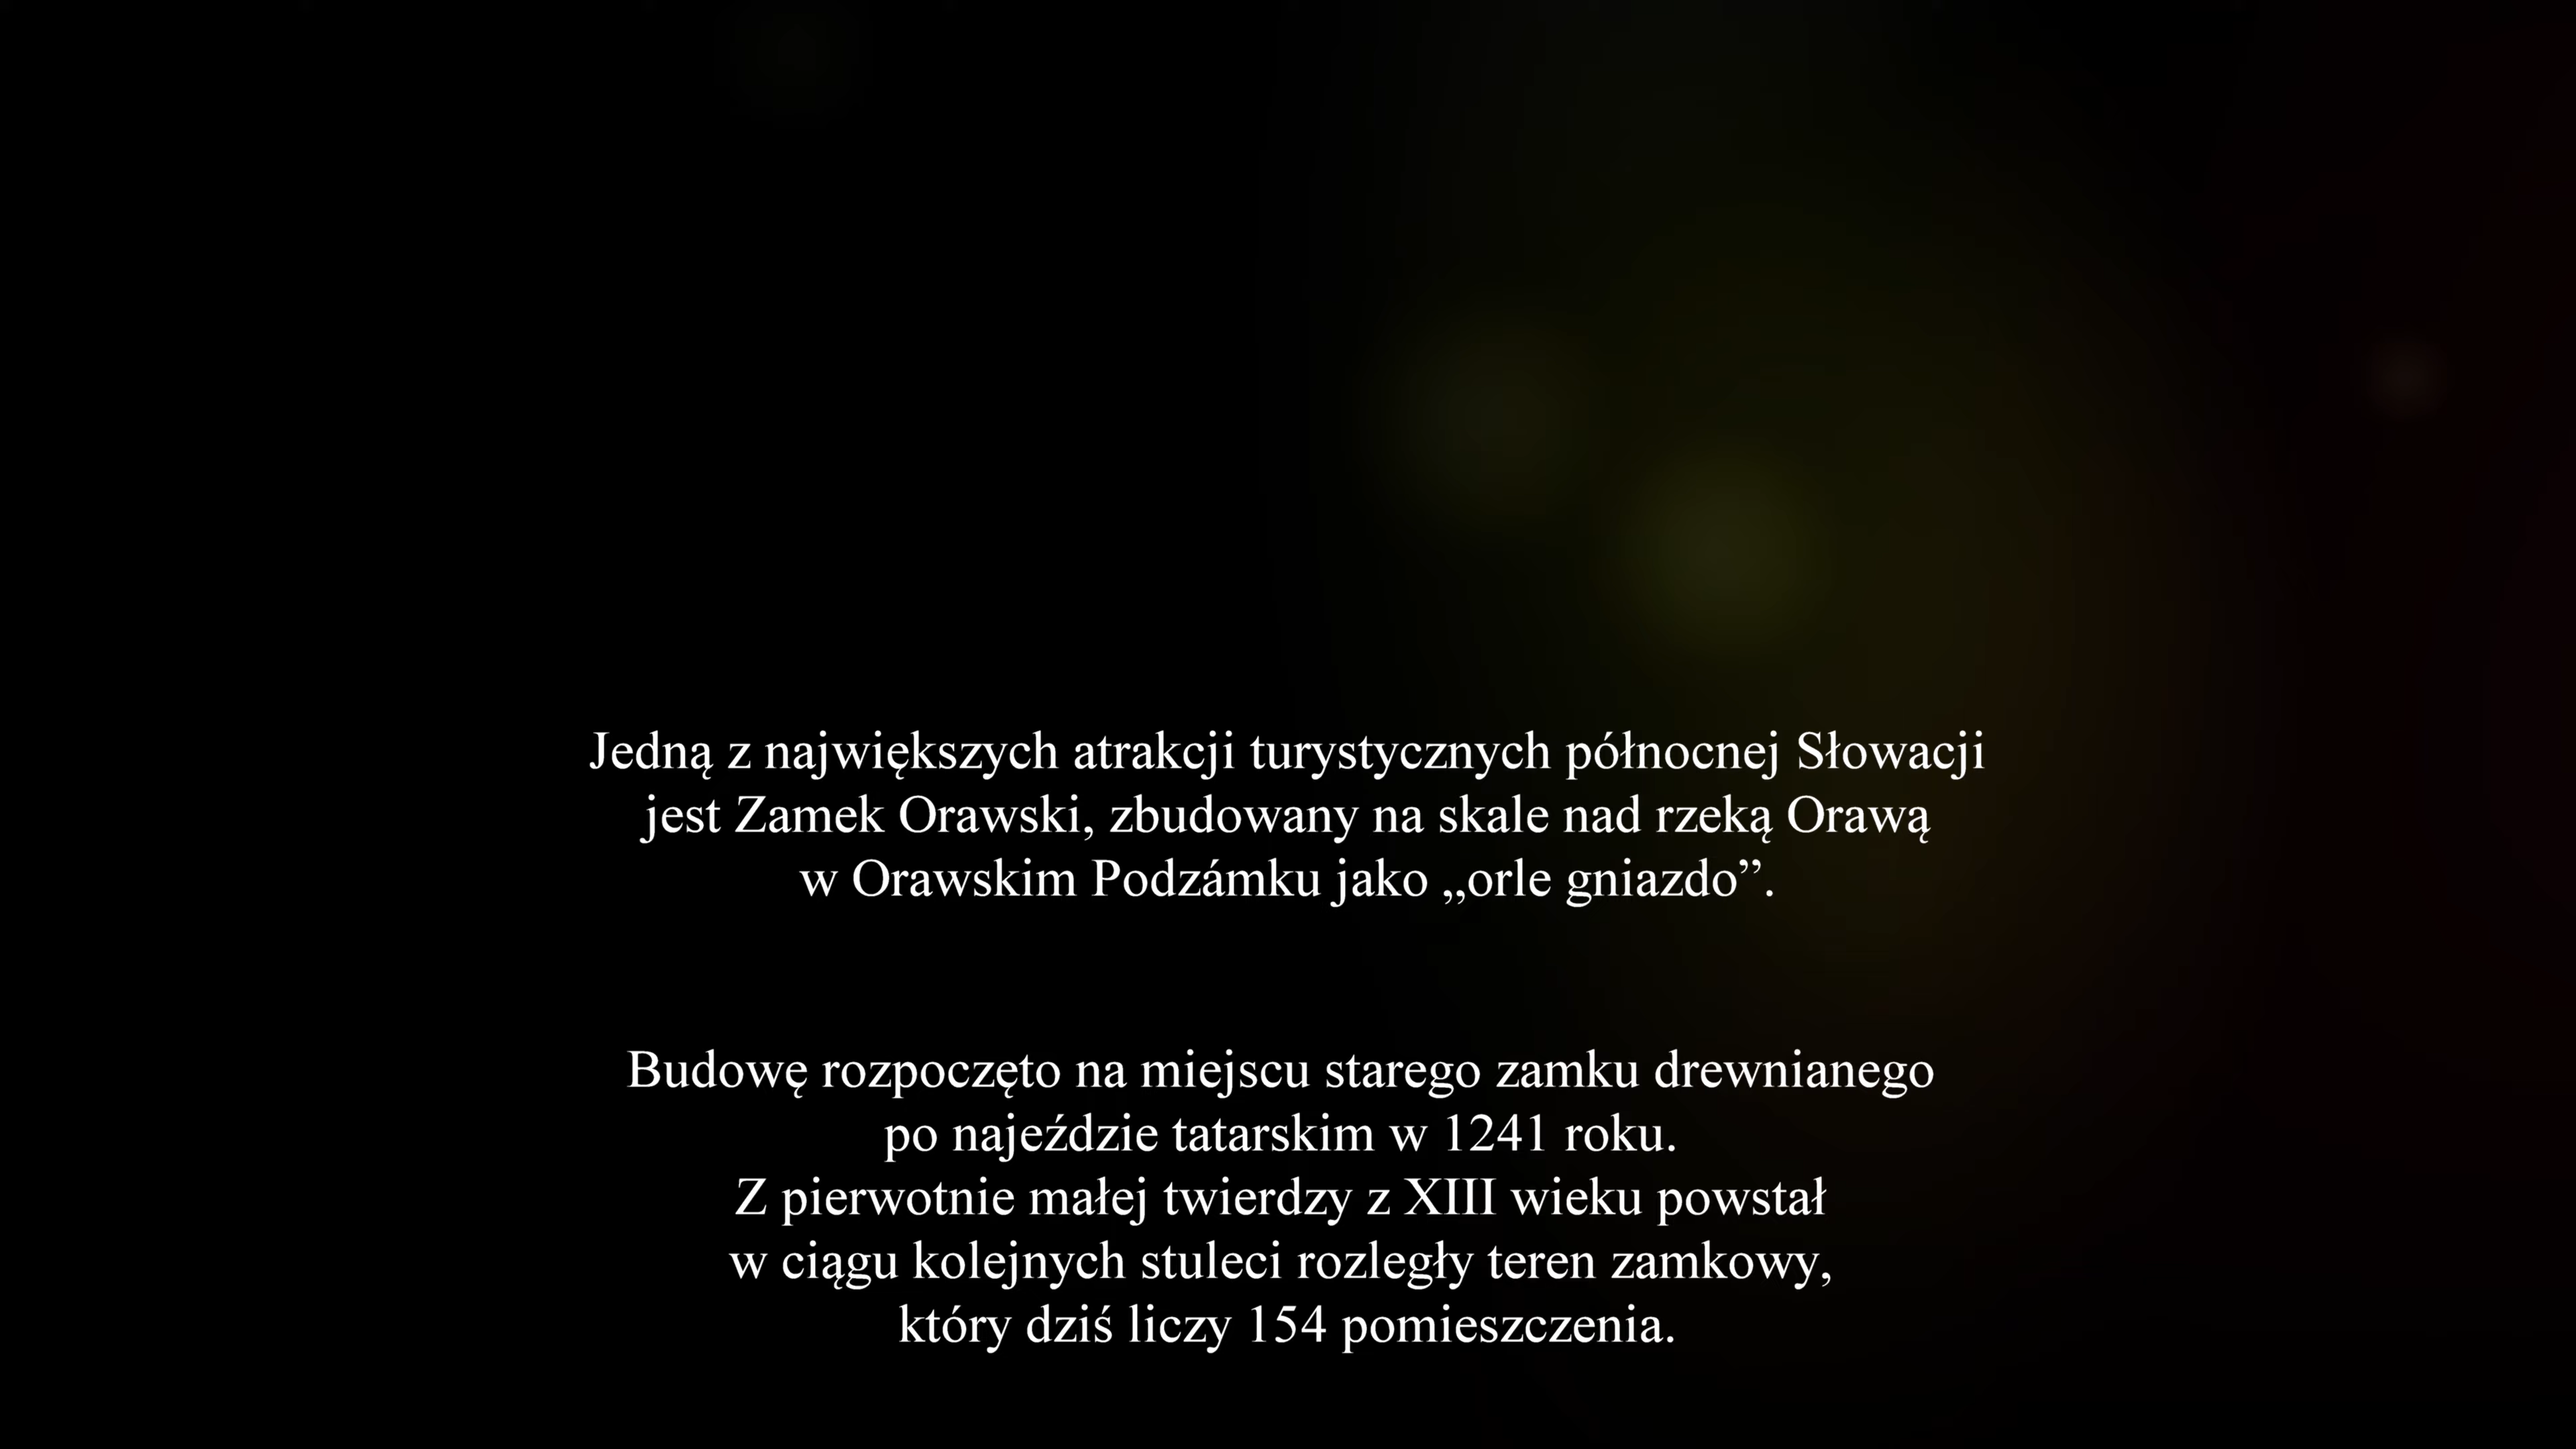 Jedną z największych atrakcji turystycznych północnej Słowacji
jest Zamek Orawski, zbudowany na skale nad rzeką Orawą
w Orawskim Podzámku jako „orle gniazdo”.
Budowę rozpoczęto na miejscu starego zamku drewnianego
po najeździe tatarskim w 1241 roku.
Z pierwotnie małej twierdzy z XIII wieku powstał
w ciągu kolejnych stuleci rozległy teren zamkowy,
który dziś liczy 154 pomieszczenia.